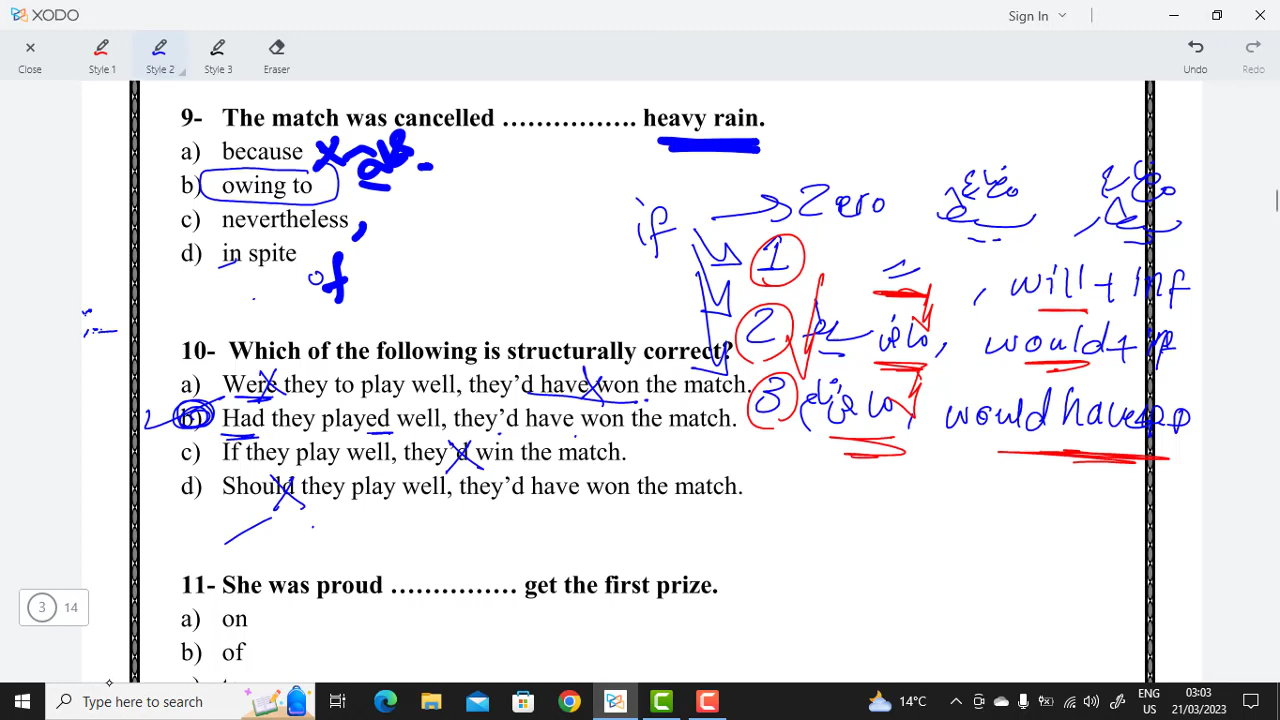 XODO
Sign In
Close
Style 1
Style 2
Style 3
Eraser
Undo
Redo
9- The match was cancelled ……………. heavy rain.
a) because
b) owing to
c) nevertheless ,
d) in spite
of
if
Zero
مضارع
مضارع
بسيط
بسيط
1
, will + Inf
2
ماضي , would +
3
would have
10- Which of the following is structurally correct?
a) Were they to play well, they’d have won the match.
b) Had they played well, they’d have won the match.
c) If they play well, they’d win the match.
d) Should they play well, they’d have won the match.
11- She was proud …………… get the first prize.
a) on
b) of
3 14
Type here to search
14°C
ENG
US
03:03
21/03/2023